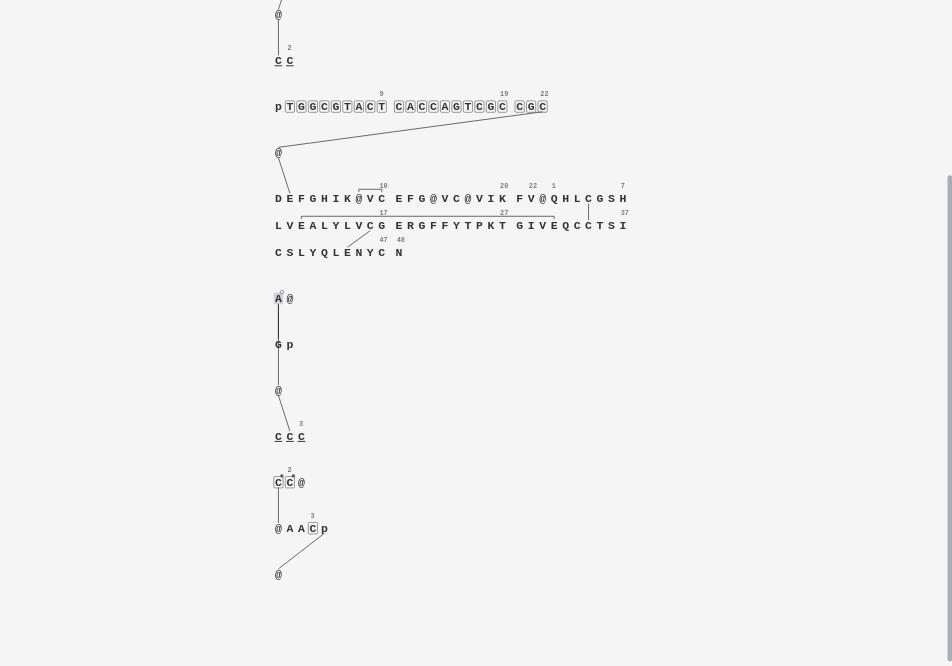 @
2
C C
9 19 22
p T G G C G T A C T C A C C A G T C G C C G C
@
10 20 22 1 7
D E F G H I K @ V C E F G @ V C @ V I K F V @ Q H L C G S H
17 27 37
L V E A L Y L V C G E R G F F Y T P K T G I V E Q C C T S I
47 48
C S L Y Q L E N Y C N
A @
G p
@
3
C C C
2
C C @
3
@ A A C p
@